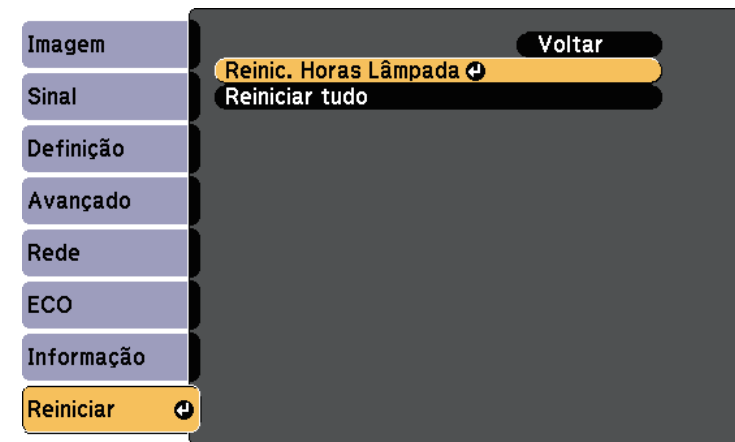 Imagem
Sinal
Definição
Avançado
Rede
ECO
Informação
Reiniciar
Voltar
Reinic. Horas Lâmpada
Reiniciar tudo